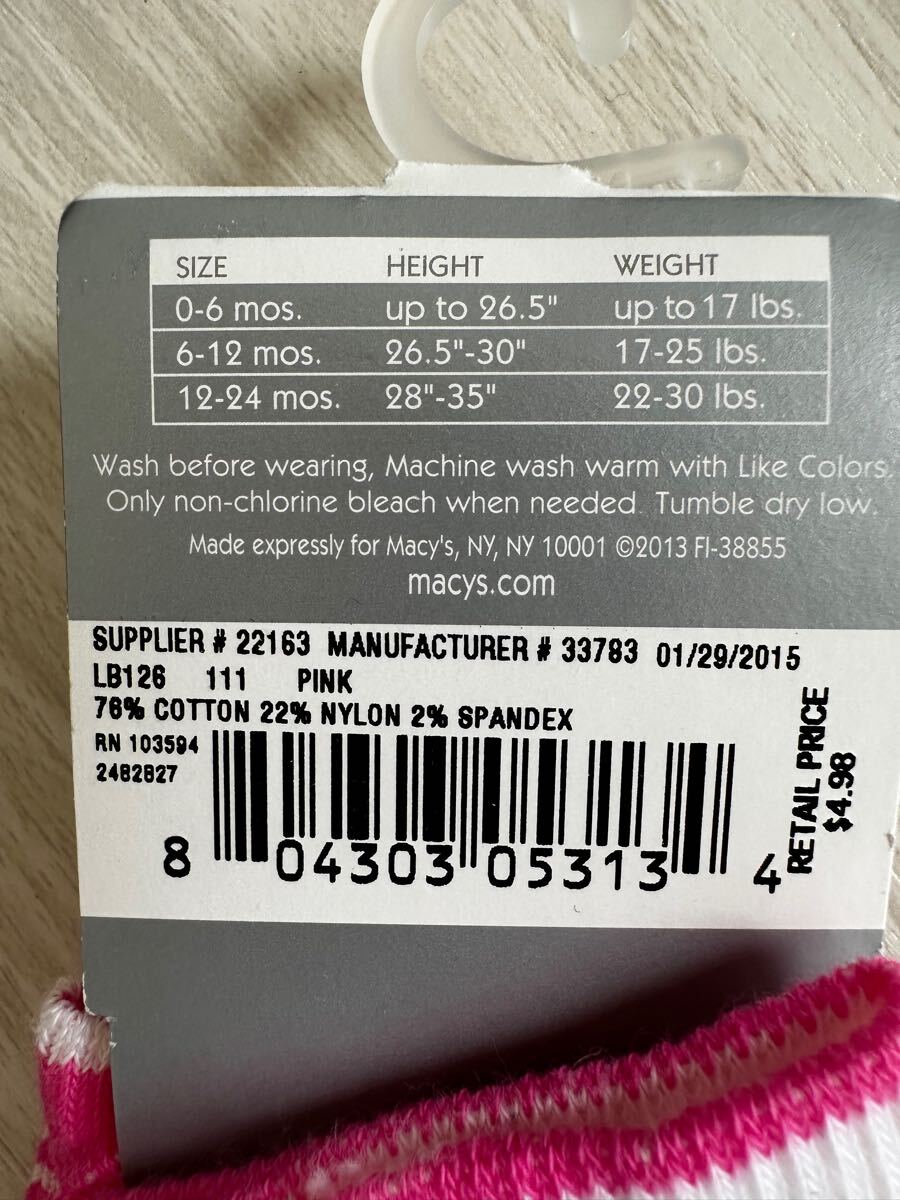 SIZE HEIGHT WEIGHT
0-6 mos. up to 26.5" up to 17 lbs.
6-12 mos. 26.5"-30" 17-25 lbs.
12-24 mos. 28"-35" 22-30 lbs.
Wash before wearing, Machine wash warm with Like Colors.
Only non-chlorine bleach when needed. Tumble dry low.
Made expressly for Macy's, NY, NY 10001 ©2013 FI-38855
macys.com
SUPPLIER # 22163 MANUFACTURER # 33783 01/29/2015
LB126 111 PINK
76% COTTON 22% NYLON 2% SPANDEX
RN 103594
2482827
8 04303 05313 4
RETAIL PRICE
$4.98